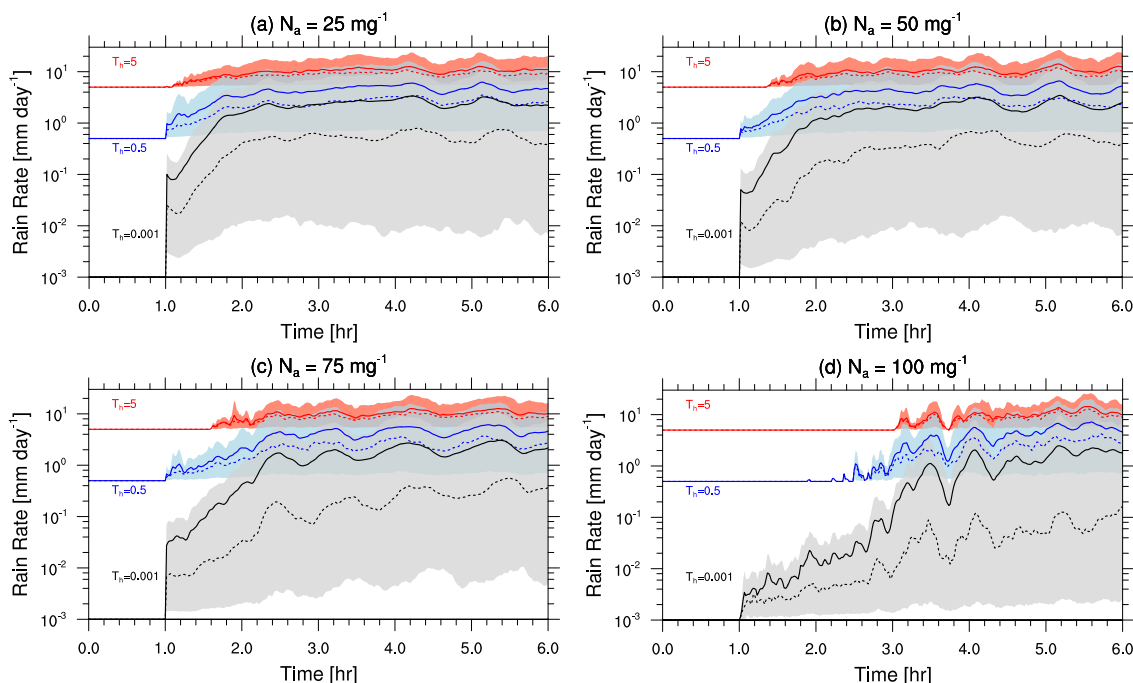 (a) Nₐ = 25 mg⁻¹
Rain Rate [mm day⁻¹]
10¹
10⁰
10⁻¹
10⁻²
10⁻³
Tₕ=5
Tₕ=0.5
Tₕ=0.001
0.0 1.0 2.0 3.0 4.0 5.0 6.0
Time [hr]
(b) Nₐ = 50 mg⁻¹
Rain Rate [mm day⁻¹]
10¹
10⁰
10⁻¹
10⁻²
10⁻³
Tₕ=5
Tₕ=0.5
Tₕ=0.001
0.0 1.0 2.0 3.0 4.0 5.0 6.0
Time [hr]
(c) Nₐ = 75 mg⁻¹
Rain Rate [mm day⁻¹]
10¹
10⁰
10⁻¹
10⁻²
10⁻³
Tₕ=5
Tₕ=0.5
Tₕ=0.001
0.0 1.0 2.0 3.0 4.0 5.0 6.0
Time [hr]
(d) Nₐ = 100 mg⁻¹
Rain Rate [mm day⁻¹]
10¹
10⁰
10⁻¹
10⁻²
10⁻³
Tₕ=5
Tₕ=0.5
Tₕ=0.001
0.0 1.0 2.0 3.0 4.0 5.0 6.0
Time [hr]